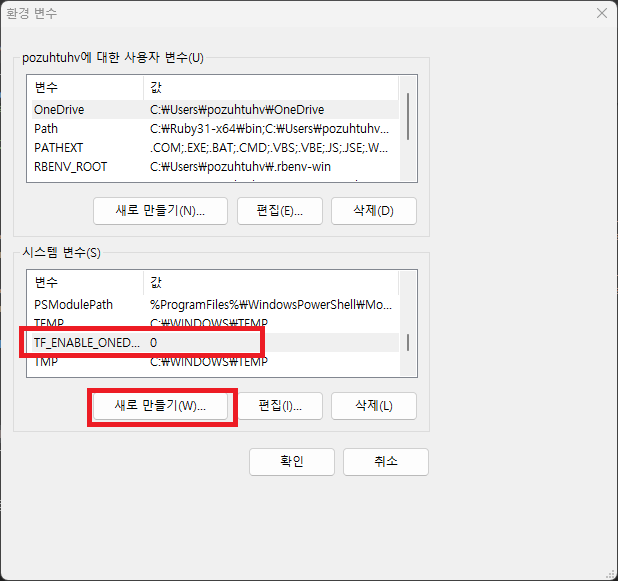 환경 변수
pozuhtuhv에 대한 사용자 변수(U)
변수 값
OneDrive C:₩Users₩pozuhtuhv₩OneDrive
Path C:₩Ruby31-x64₩bin;C:₩Users₩pozuhtuhv...
PATHEXT .COM;.EXE;.BAT;.CMD;.VBS;.VBE;.JS;.JSE;.W...
RBENV_ROOT C:₩Users₩pozuhtuhv₩.rbenv-win
새로 만들기(N)... 편집(E)... 삭제(D)
시스템 변수(S)
변수 값
PSModulePath %ProgramFiles%₩WindowsPowerShell₩Mo...
TEMP C:₩WINDOWS₩TEMP
TF_ENABLE_ONED... 0
TMP C:₩WINDOWS₩TEMP
새로 만들기(W)... 편집(I)... 삭제(L)
확인 취소